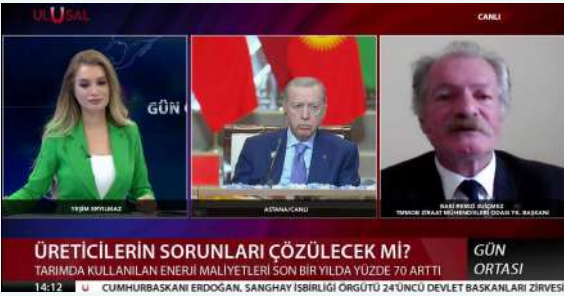 ULUSAL
CANLI
GÜN
YEŞİM ERYILMAZ
ASTANA/CANLI
BAKİ REMZİ SUİÇMEZ
TMMOB ZİRAAT MÜHENDİSLERİ ODASI YK. BAŞKANI
ÜRETİCİLERİN SORUNLARI ÇÖZÜLECEK Mİ?
TARIMDA KULLANILAN ENERJİ MALİYETLERİ SON BİR YILDA YÜZDE 70 ARTTI
GÜN
ORTASI
14:12 CUMHURBAŞKANI ERDOĞAN, ŞANGHAY İŞBİRLİĞİ ÖRGÜTÜ 24'ÜNCÜ DEVLET BAŞKANLARI ZİRVESİ